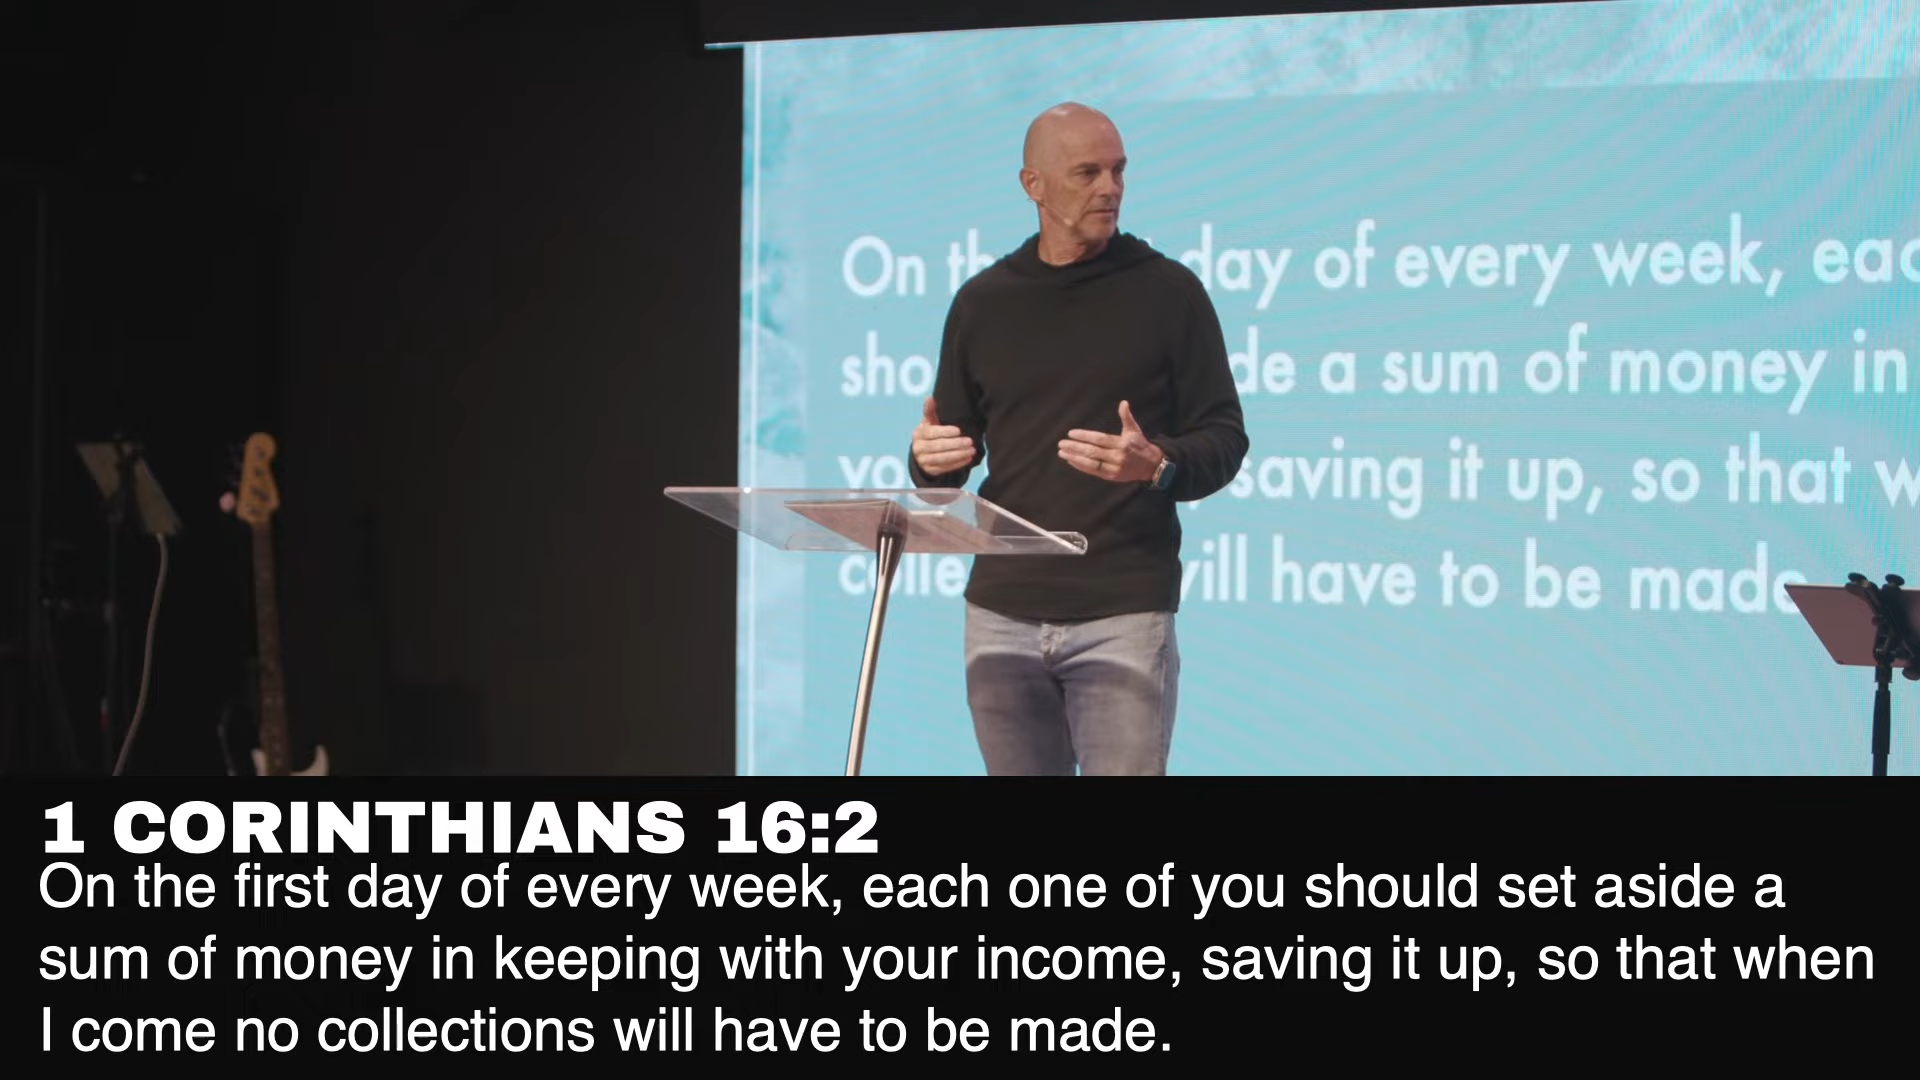 On th day of every week, eac
sho de a sum of money in
yo saving it up, so that w
colle will have to be made
1 CORINTHIANS 16:2
On the first day of every week, each one of you should set aside a
sum of money in keeping with your income, saving it up, so that when
I come no collections will have to be made.